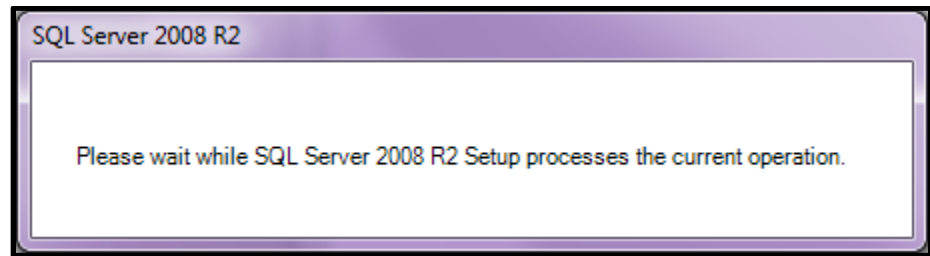 SQL Server 2008 R2
Please wait while SQL Server 2008 R2 Setup processes the current operation.